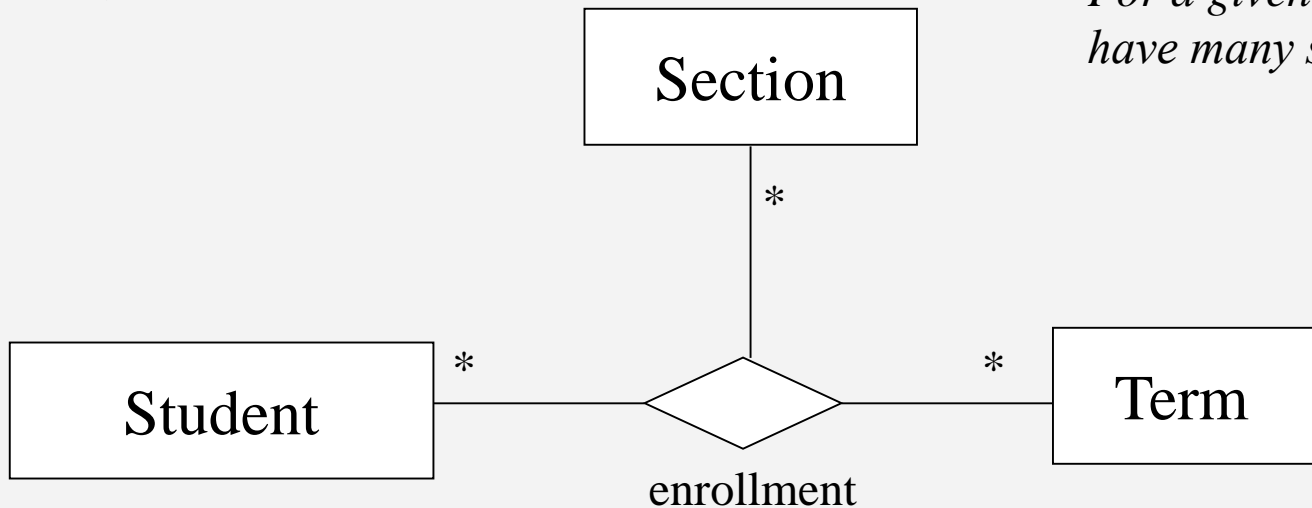 For a given
have many s
Section
*
* *
Student
Term
enrollment